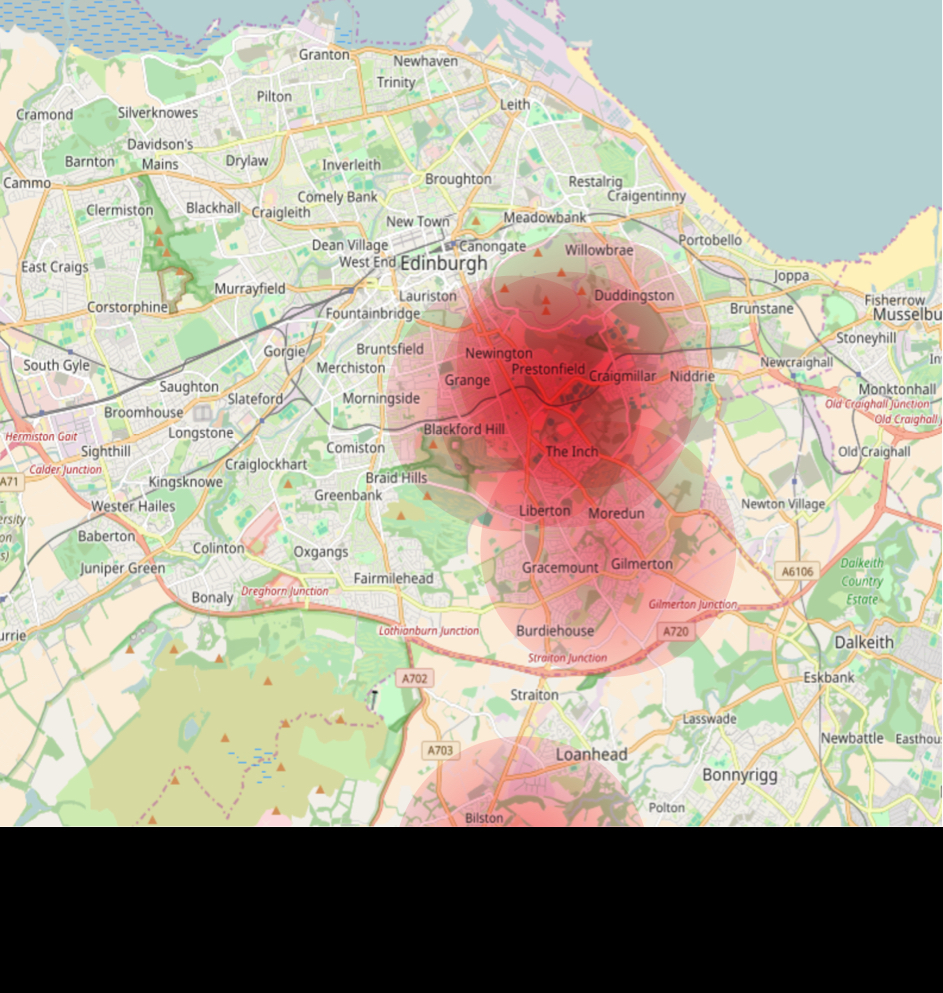 Granton
Newhaven
Trinity
Pilton
Leith
Cramond
Silverknowes
Davidson's
Mains
Barnton
Drylaw
Inverleith
Restalrig
Broughton
Cammo
Comely Bank
Craigentinny
Clermiston
Blackhall
Craigleith
New Town
Meadowbank
Dean Village
Canongate
Willowbrae
Portobello
West End
Edinburgh
East Craigs
Joppa
Murrayfield
Lauriston
Duddingston
Fisherrow
Corstorphine
Fountainbridge
Brunstane
Musselbu
Stoneyhill
Gorgie
Bruntsfield
Newington
In
South Gyle
Merchiston
Prestonfield
Newcraighall
Grange
Craigmillar
Niddrie
Saughton
Monktonhall
Slateford
Morningside
Old Craighall Junction
Broomhouse
Old Craighall
Longstone
Blackford Hill
Hermiston Gait
Sighthill
Comiston
The Inch
Old Craighall
Calder Junction
Craiglockhart
A71
Kingsknowe
Braid Hills
Greenbank
Wester Hailes
Liberton
Moredun
Newton Village
ersity
Baberton
s)
Colinton
Oxgangs
Juniper Green
Gracemount
Gilmerton
A6106
Dalkeith
Country
Estate
Fairmilehead
Dreghorn Junction
Bonaly
Gilmerton Junction
urrie
Lothianburn Junction
Burdiehouse
A720
Dalkeith
Straiton Junction
A702
Eskbank
Straiton
Lasswade
A703
Newbattle
Easthou
Loanhead
Bonnyrigg
Polton
Bilston